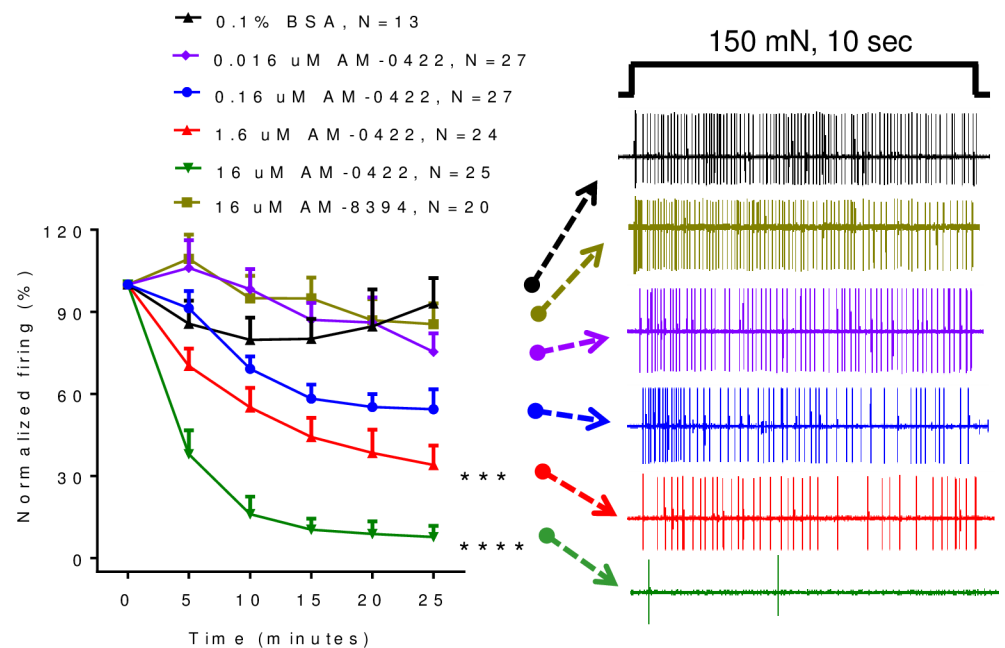 0.1% BSA, N=13
0.016 uM AM-0422, N=27
0.16 uM AM-0422, N=27
1.6 uM AM-0422, N=24
16 uM AM-0422, N=25
16 uM AM-8394, N=20
150 mN, 10 sec
Normalized firing (%)
120
90
60
30
0
***
****
0 5 10 15 20 25
Time (minutes)